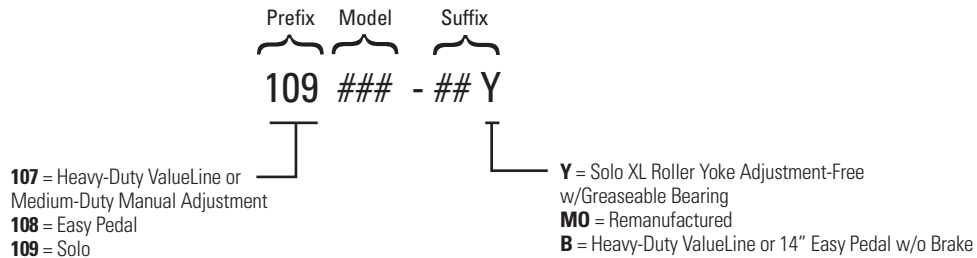 Prefix Model Suffix
109 ### - ## Y
107 = Heavy-Duty ValueLine or
Medium-Duty Manual Adjustment
108 = Easy Pedal
109 = Solo
Y = Solo XL Roller Yoke Adjustment-Free
w/Greaseable Bearing
MO = Remanufactured
B = Heavy-Duty ValueLine or 14” Easy Pedal w/o Brake